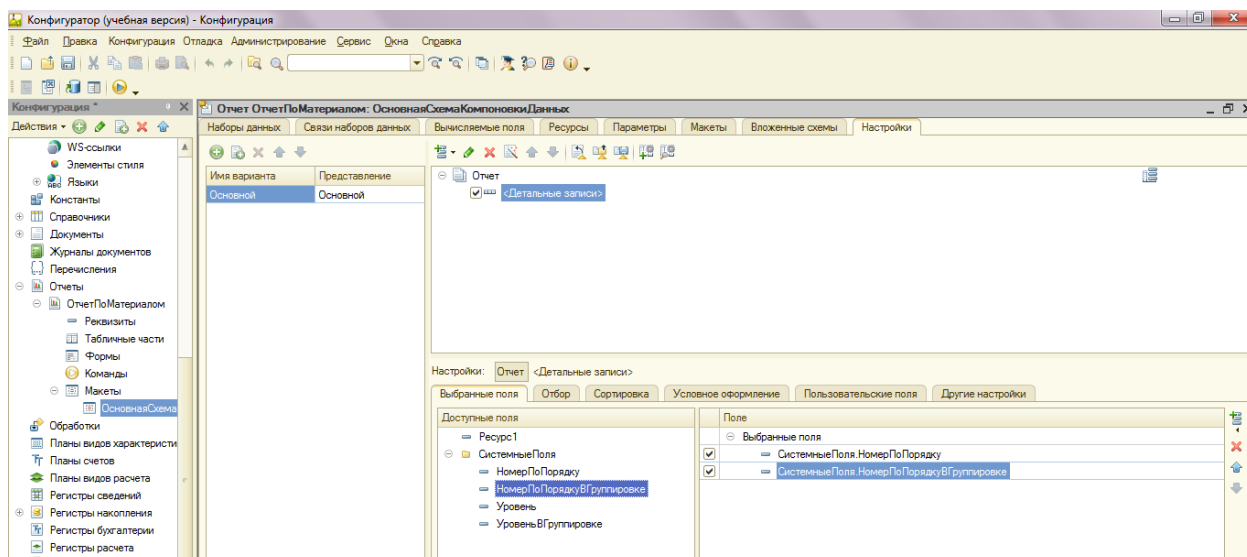 Конфигуратор (учебная версия) - Конфигурация
Файл Правка Конфигурация Отладка Администрирование Сервис Окна Справка
Конфигурация *
Действия
WS-ссылки
Элементы стиля
Языки
Константы
Справочники
Документы
Журналы документов
Перечисления
Отчеты
ОтчетПоМатериалом
Реквизиты
Табличные части
Формы
Команды
Макеты
ОсновнаяСхема
Обработки
Планы видов характеристи
Планы счетов
Планы видов расчета
Регистры сведений
Регистры накопления
Регистры бухгалтерии
Регистры расчета
Отчет ОтчетПоМатериалом: ОсновнаяСхемаКомпоновкиДанных
Наборы данных Связи наборов данных Вычисляемые поля Ресурсы Параметры Макеты Вложенные схемы Настройки
Имя варианта Представление
Основной Основной
Отчет
<Детальные записи>
Настройки: Отчет <Детальные записи>
Выбранные поля Отбор Сортировка Условное оформление Пользовательские поля Другие настройки
Доступные поля
Ресурс1
СистемныеПоля
НомерПоПорядку
НомерПоПорядкуВГруппировке
Уровень
УровеньВГруппировке
Поле
Выбранные поля
СистемныеПоля.НомерПоПорядку
СистемныеПоля.НомерПоПорядкуВГруппировке